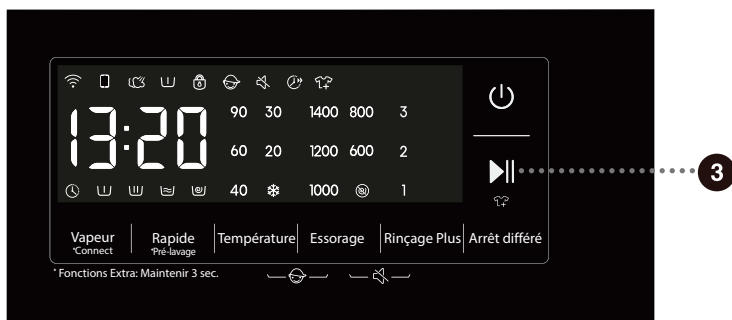 90 30 1400 800 3
13:20
60 20 1200 600 2
3
40 1000 1
Vapeur Rapide Température Essorage Rinçage Plus Arrêt différé
*Connect *Pré-lavage
* Fonctions Extra: Maintenir 3 sec.